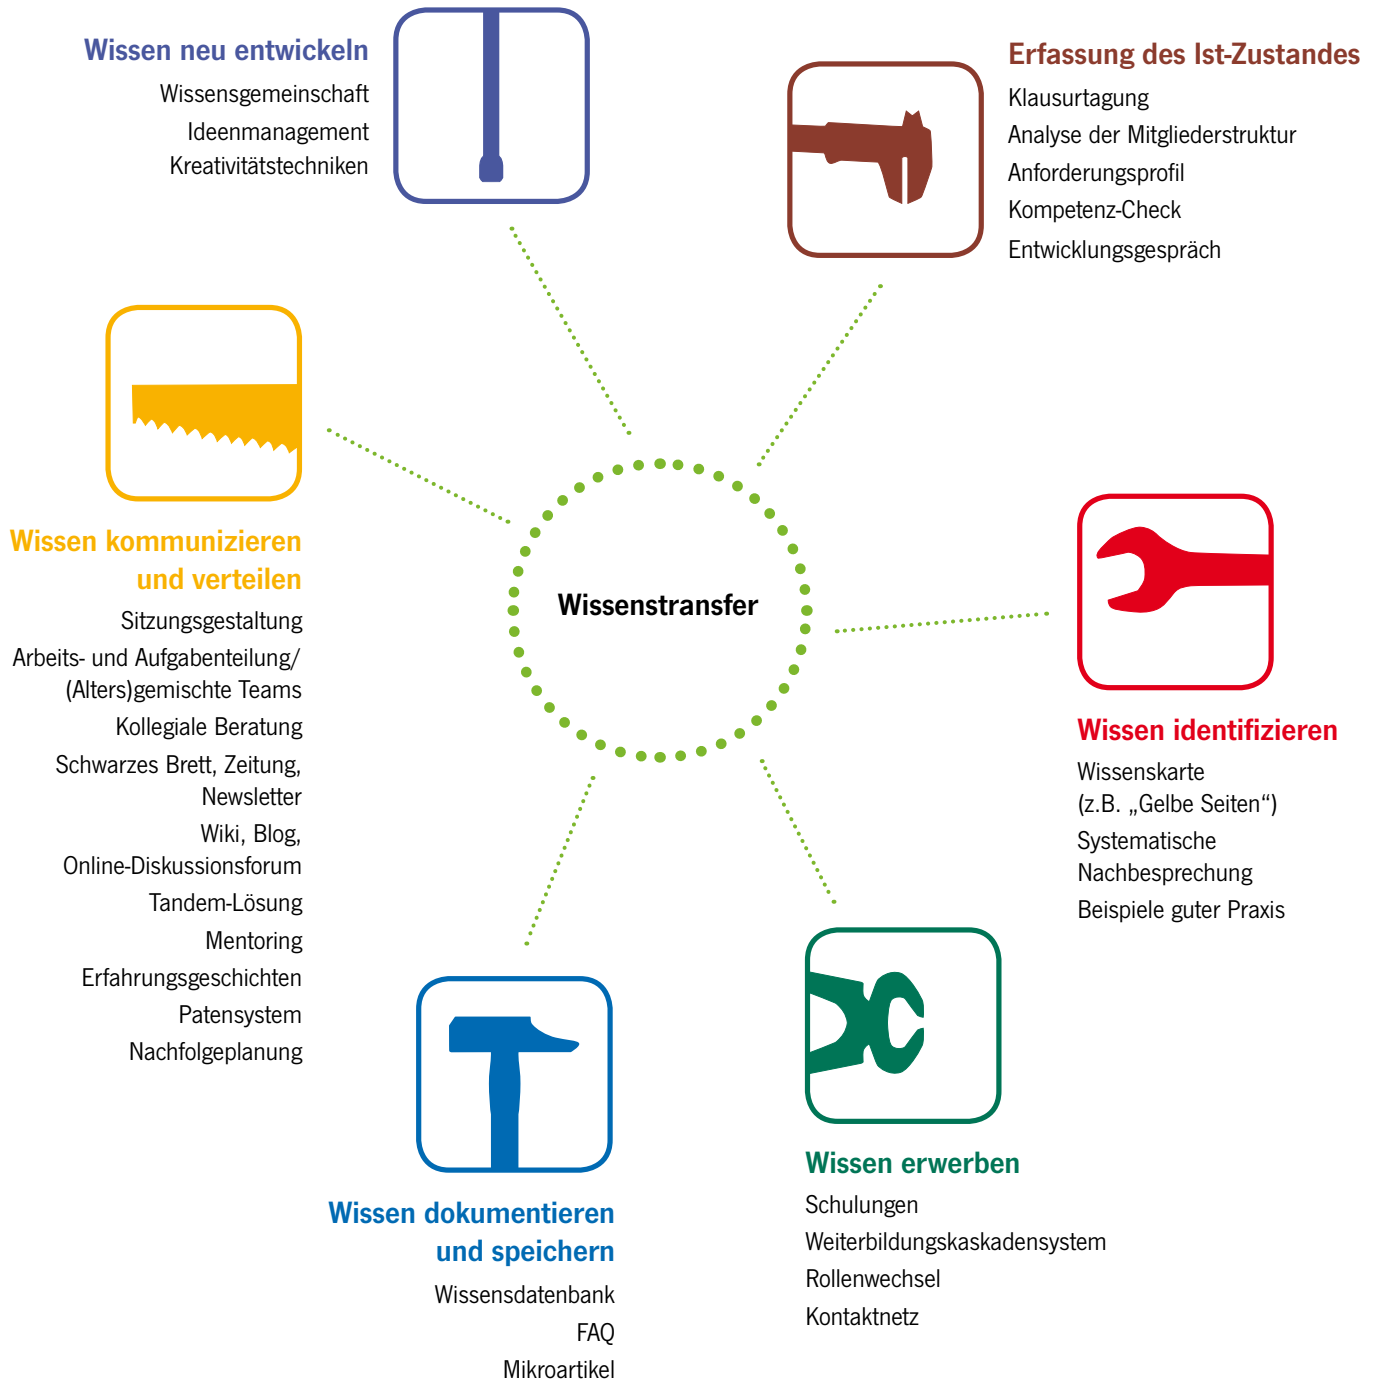 Wissen neu entwickeln
Wissensgemeinschaft
Ideenmanagement
Kreativitätstechniken
Erfassung des Ist-Zustandes
Klausurtagung
Analyse der Mitgliederstruktur
Anforderungsprofil
Kompetenz-Check
Entwicklungsgespräch
Wissen kommunizieren
und verteilen
Sitzungsgestaltung
Arbeits- und Aufgabenteilung/
(Alters)gemischte Teams
Kollegiale Beratung
Schwarzes Brett, Zeitung,
Newsletter
Wiki, Blog,
Online-Diskussionsforum
Tandem-Lösung
Mentoring
Erfahrungsgeschichten
Patensystem
Nachfolgeplanung
Wissenstransfer
Wissen identifizieren
Wissenskarte
(z.B. „Gelbe Seiten“)
Systematische
Nachbesprechung
Beispiele guter Praxis
Wissen dokumentieren
und speichern
Wissensdatenbank
FAQ
Mikroartikel
Wissen erwerben
Schulungen
Weiterbildungskaskadensystem
Rollenwechsel
Kontaktnetz